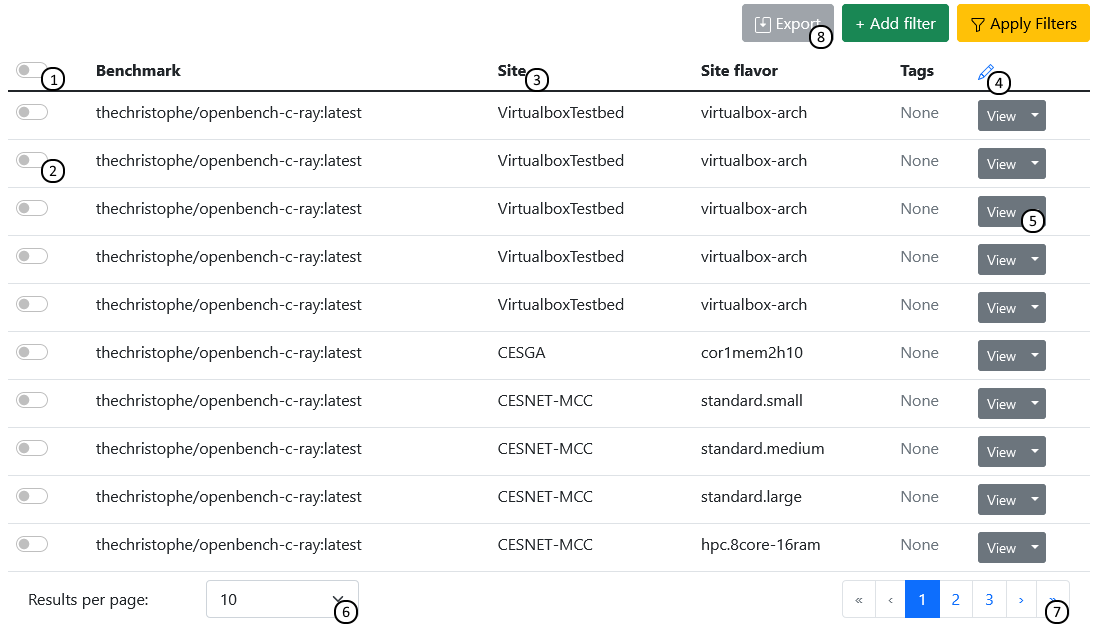 Export 8 + Add filter Apply Filters
1 Benchmark Site 3 Site flavor Tags 4
thechristophe/openbench-c-ray:latest VirtualboxTestbed virtualbox-arch None View
2 thechristophe/openbench-c-ray:latest VirtualboxTestbed virtualbox-arch None View
thechristophe/openbench-c-ray:latest VirtualboxTestbed virtualbox-arch None View 5
thechristophe/openbench-c-ray:latest VirtualboxTestbed virtualbox-arch None View
thechristophe/openbench-c-ray:latest VirtualboxTestbed virtualbox-arch None View
thechristophe/openbench-c-ray:latest CESGA cor1mem2h10 None View
thechristophe/openbench-c-ray:latest CESNET-MCC standard.small None View
thechristophe/openbench-c-ray:latest CESNET-MCC standard.medium None View
thechristophe/openbench-c-ray:latest CESNET-MCC standard.large None View
thechristophe/openbench-c-ray:latest CESNET-MCC hpc.8core-16ram None View
Results per page: 10 6 « ‹ 1 2 3 › » 7